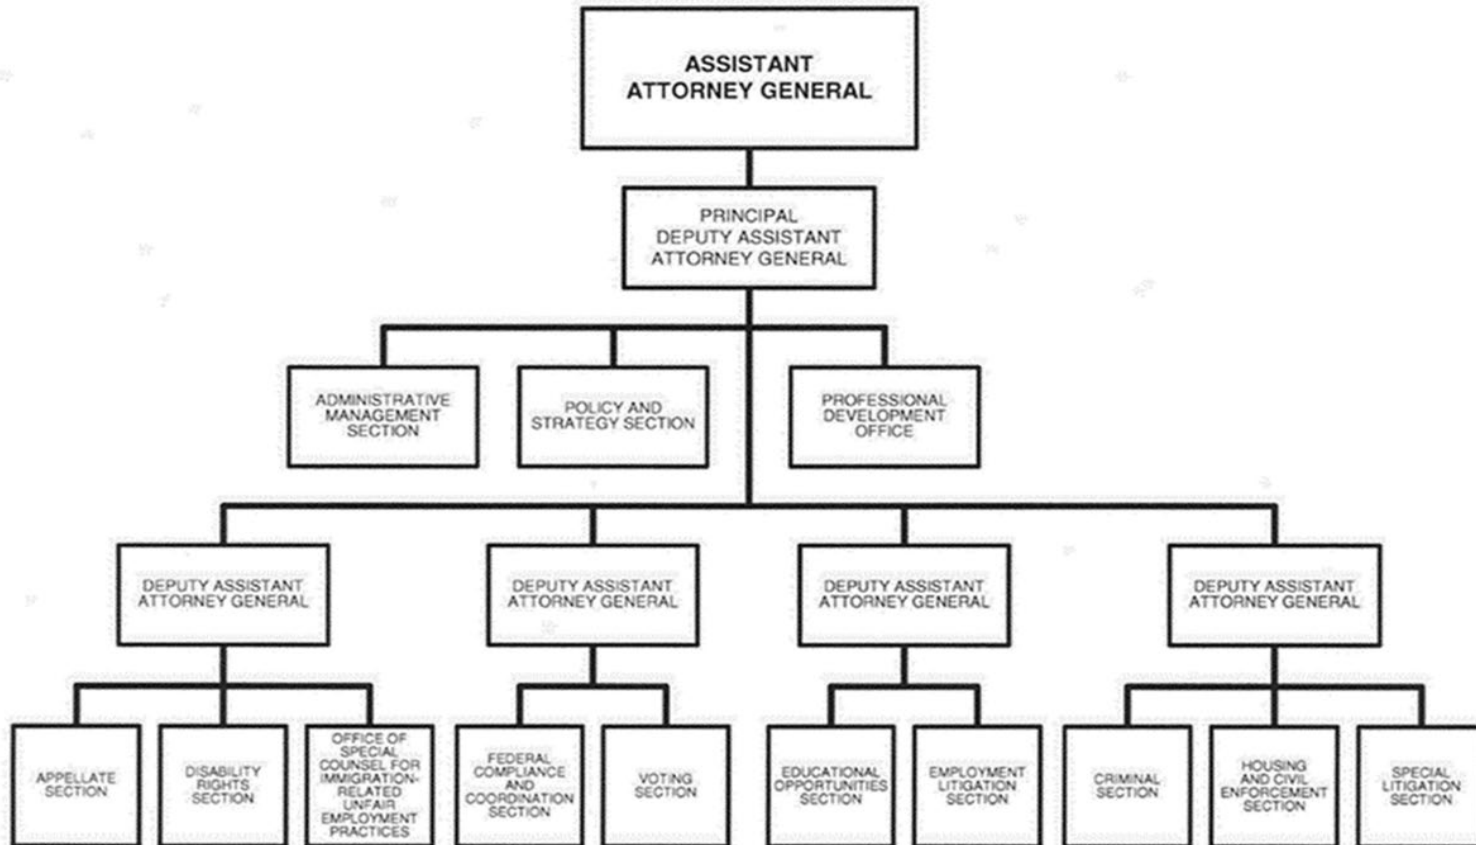 ASSISTANT
ATTORNEY GENERAL
PRINCIPAL
DEPUTY ASSISTANT
ATTORNEY GENERAL
ADMINISTRATIVE
MANAGEMENT
SECTION
POLICY AND
STRATEGY SECTION
PROFESSIONAL
DEVELOPMENT
OFFICE
DEPUTY ASSISTANT
ATTORNEY GENERAL
DEPUTY ASSISTANT
ATTORNEY GENERAL
DEPUTY ASSISTANT
ATTORNEY GENERAL
DEPUTY ASSISTANT
ATTORNEY GENERAL
APPELLATE
SECTION
DISABILITY
RIGHTS
SECTION
OFFICE OF
SPECIAL
COUNSEL FOR
IMMIGRATION-
RELATED
UNFAIR
EMPLOYMENT
PRACTICES
FEDERAL
COMPLIANCE
AND
COORDINATION
SECTION
VOTING
SECTION
EDUCATIONAL
OPPORTUNITIES
SECTION
EMPLOYMENT
LITIGATION
SECTION
CRIMINAL
SECTION
HOUSING
AND CIVIL
ENFORCEMENT
SECTION
SPECIAL
LITIGATION
SECTION